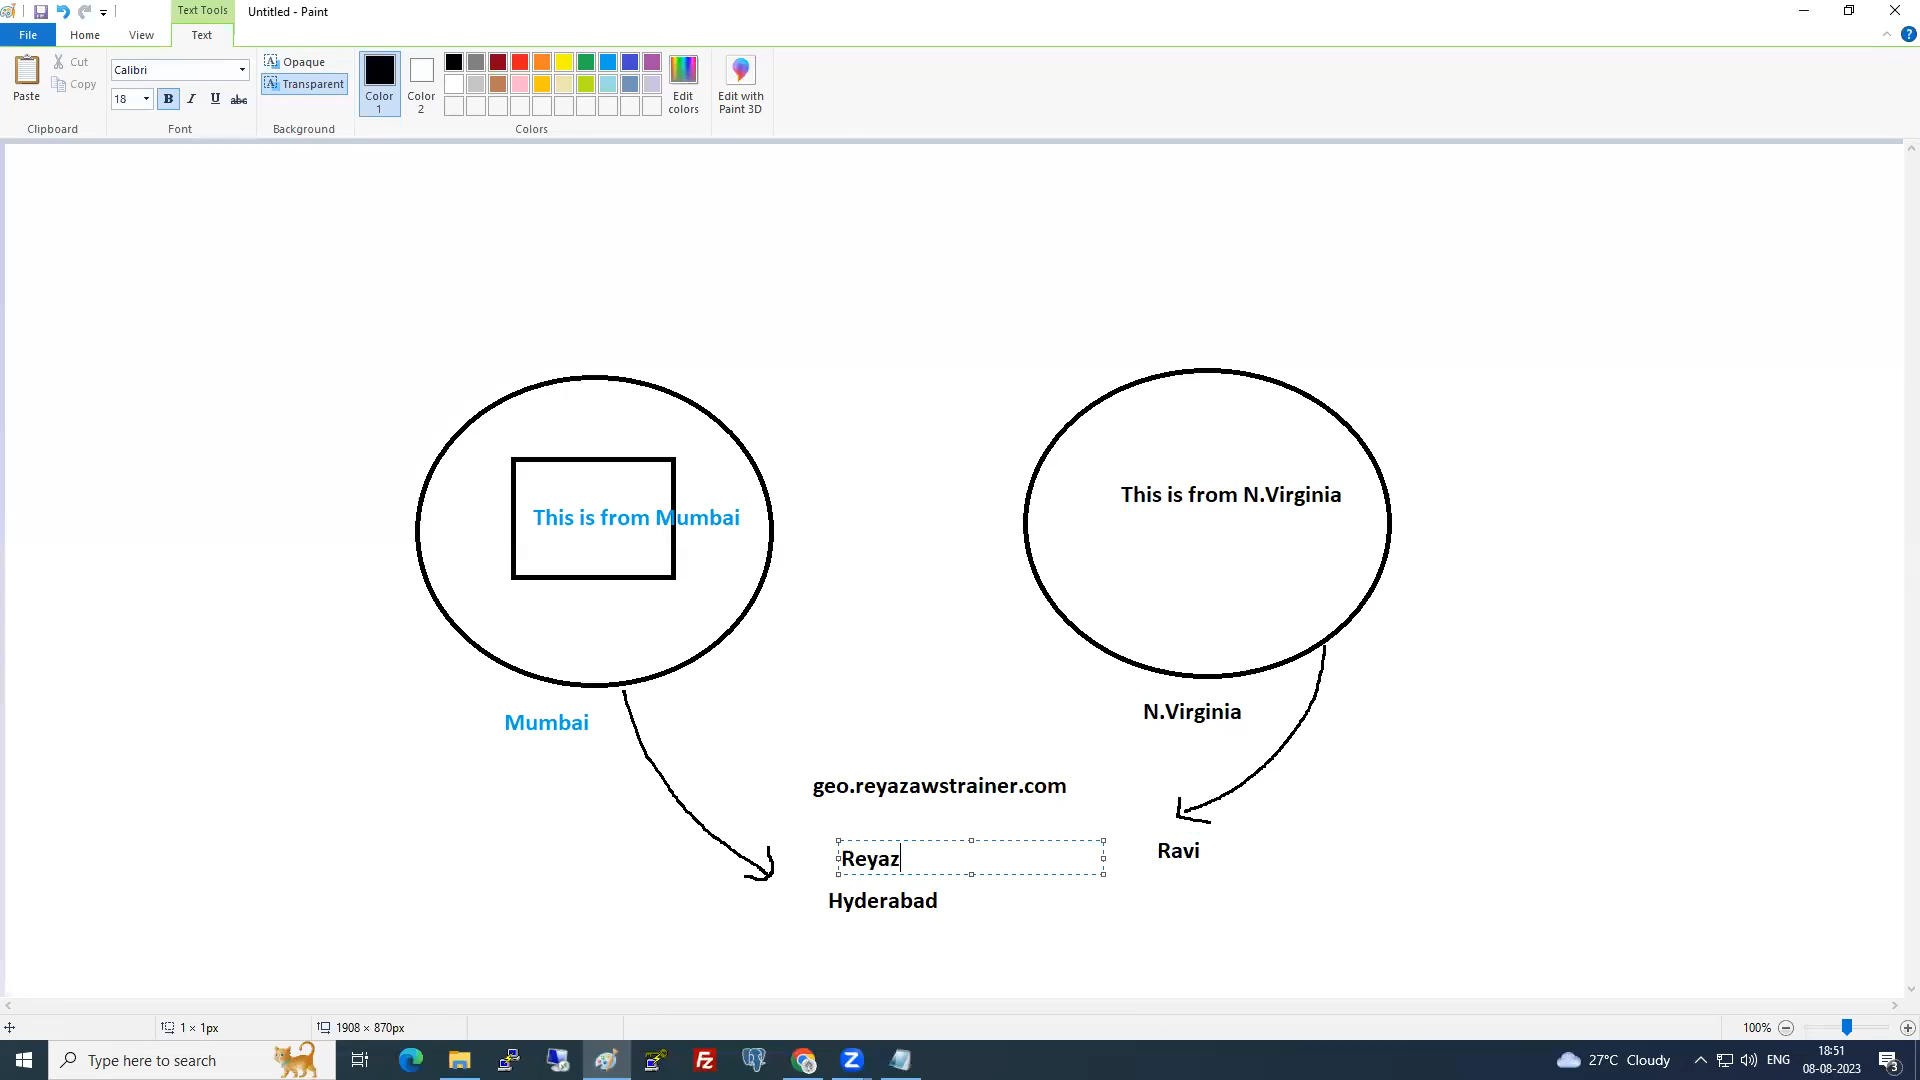 Text Tools
Untitled - Paint
File
Home
View
Text
Paste
Cut
Copy
Clipboard
Calibri
18
B
I
U
abc
Font
Opaque
Transparent
Background
Color
1
Color
2
Edit
colors
Colors
Edit with
Paint 3D
This is from Mumbai
This is from N.Virginia
Mumbai
N.Virginia
geo.reyazawstrainer.com
Reyaz
Ravi
Hyderabad
1 × 1px
1908 × 870px
100%
Type here to search
27°C Cloudy
ENG
18:51
08-08-2023
3